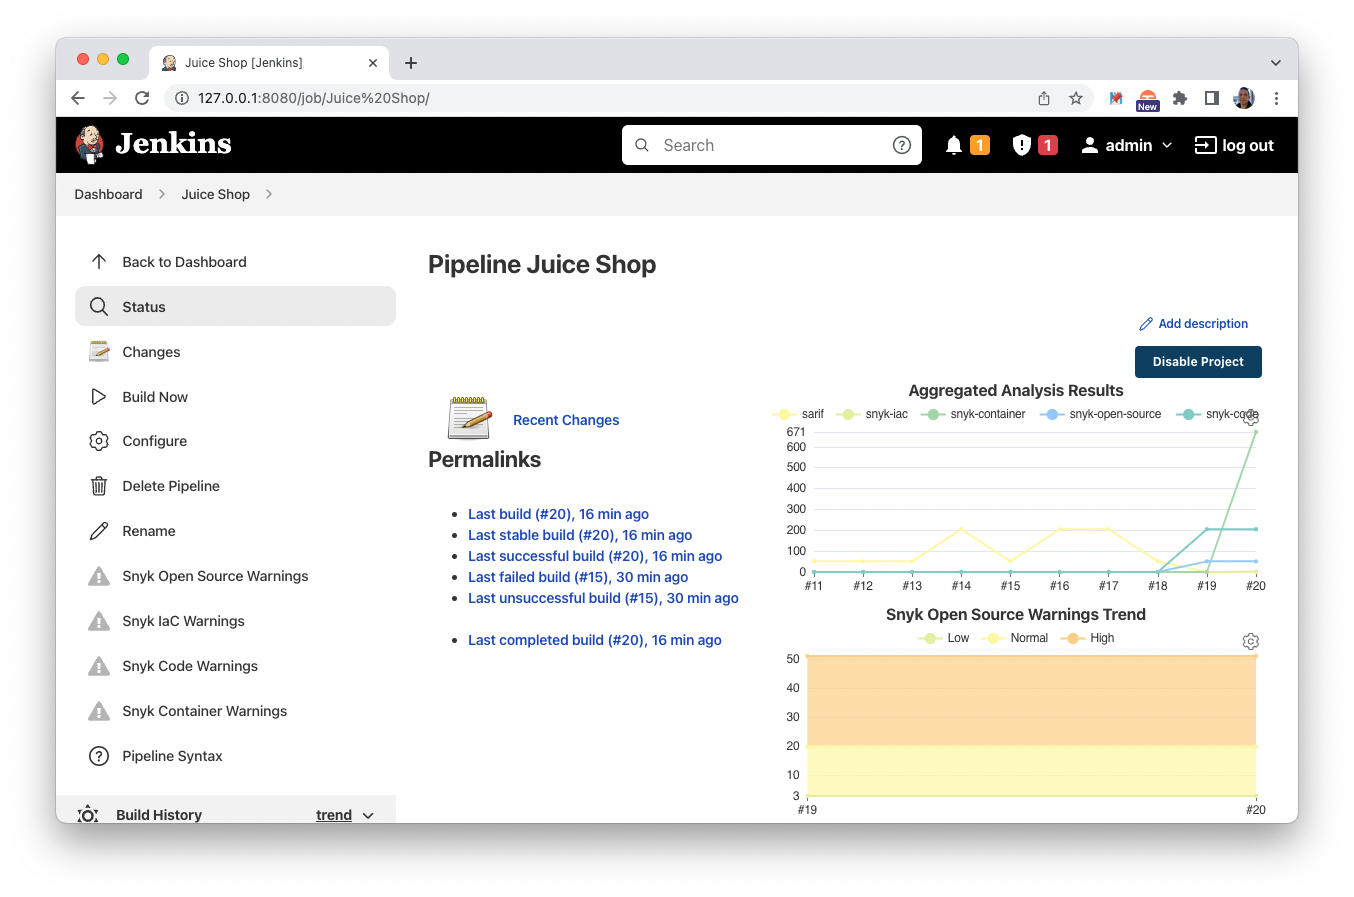 Juice Shop [Jenkins]
127.0.0.1:8080/job/Juice%20Shop/
New
Jenkins
Search
1
1
admin
log out
Dashboard
Juice Shop
Back to Dashboard
Status
Changes
Build Now
Configure
Delete Pipeline
Rename
Snyk Open Source Warnings
Snyk IaC Warnings
Snyk Code Warnings
Snyk Container Warnings
Pipeline Syntax
Build History
trend
Pipeline Juice Shop
Add description
Disable Project
Recent Changes
Permalinks
Last build (#20), 16 min ago
Last stable build (#20), 16 min ago
Last successful build (#20), 16 min ago
Last failed build (#15), 30 min ago
Last unsuccessful build (#15), 30 min ago
Last completed build (#20), 16 min ago
Aggregated Analysis Results
sarif snyk-iac snyk-container snyk-open-source snyk-code
671
600
500
400
300
200
100
0
#11 #12 #13 #14 #15 #16 #17 #18 #19 #20
Snyk Open Source Warnings Trend
Low Normal High
50
40
30
20
10
3
#19 #20